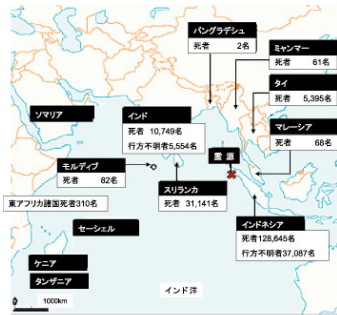 バングラデシュ
死者 2名
ミャンマー
死者 61名
タイ
死者 5,395名
ソマリア
インド
死者 10,749名
行方不明者5,554名
マレーシア
死者 68名
震源
モルディブ
死者 82名
スリランカ
死者 31,141名
東アフリカ諸国死者310名
インドネシア
死者128,645名
行方不明者37,087名
セーシェル
ケニア
タンザニア
インド洋
0 1000km